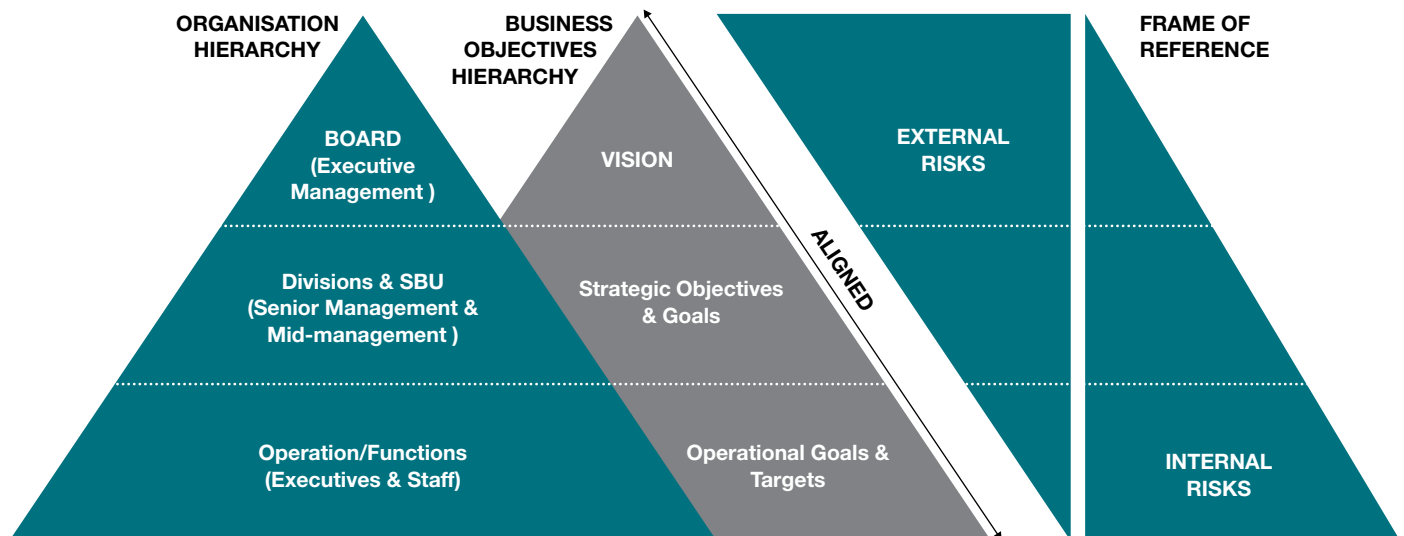 ORGANISATION
HIERARCHY
BUSINESS
OBJECTIVES
HIERARCHY
FRAME OF
REFERENCE
BOARD
(Executive
Management )
VISION
EXTERNAL
RISKS
ALIGNED
Divisions & SBU
(Senior Management &
Mid-management )
Strategic Objectives
& Goals
Operation/Functions
(Executives & Staff)
Operational Goals &
Targets
INTERNAL
RISKS